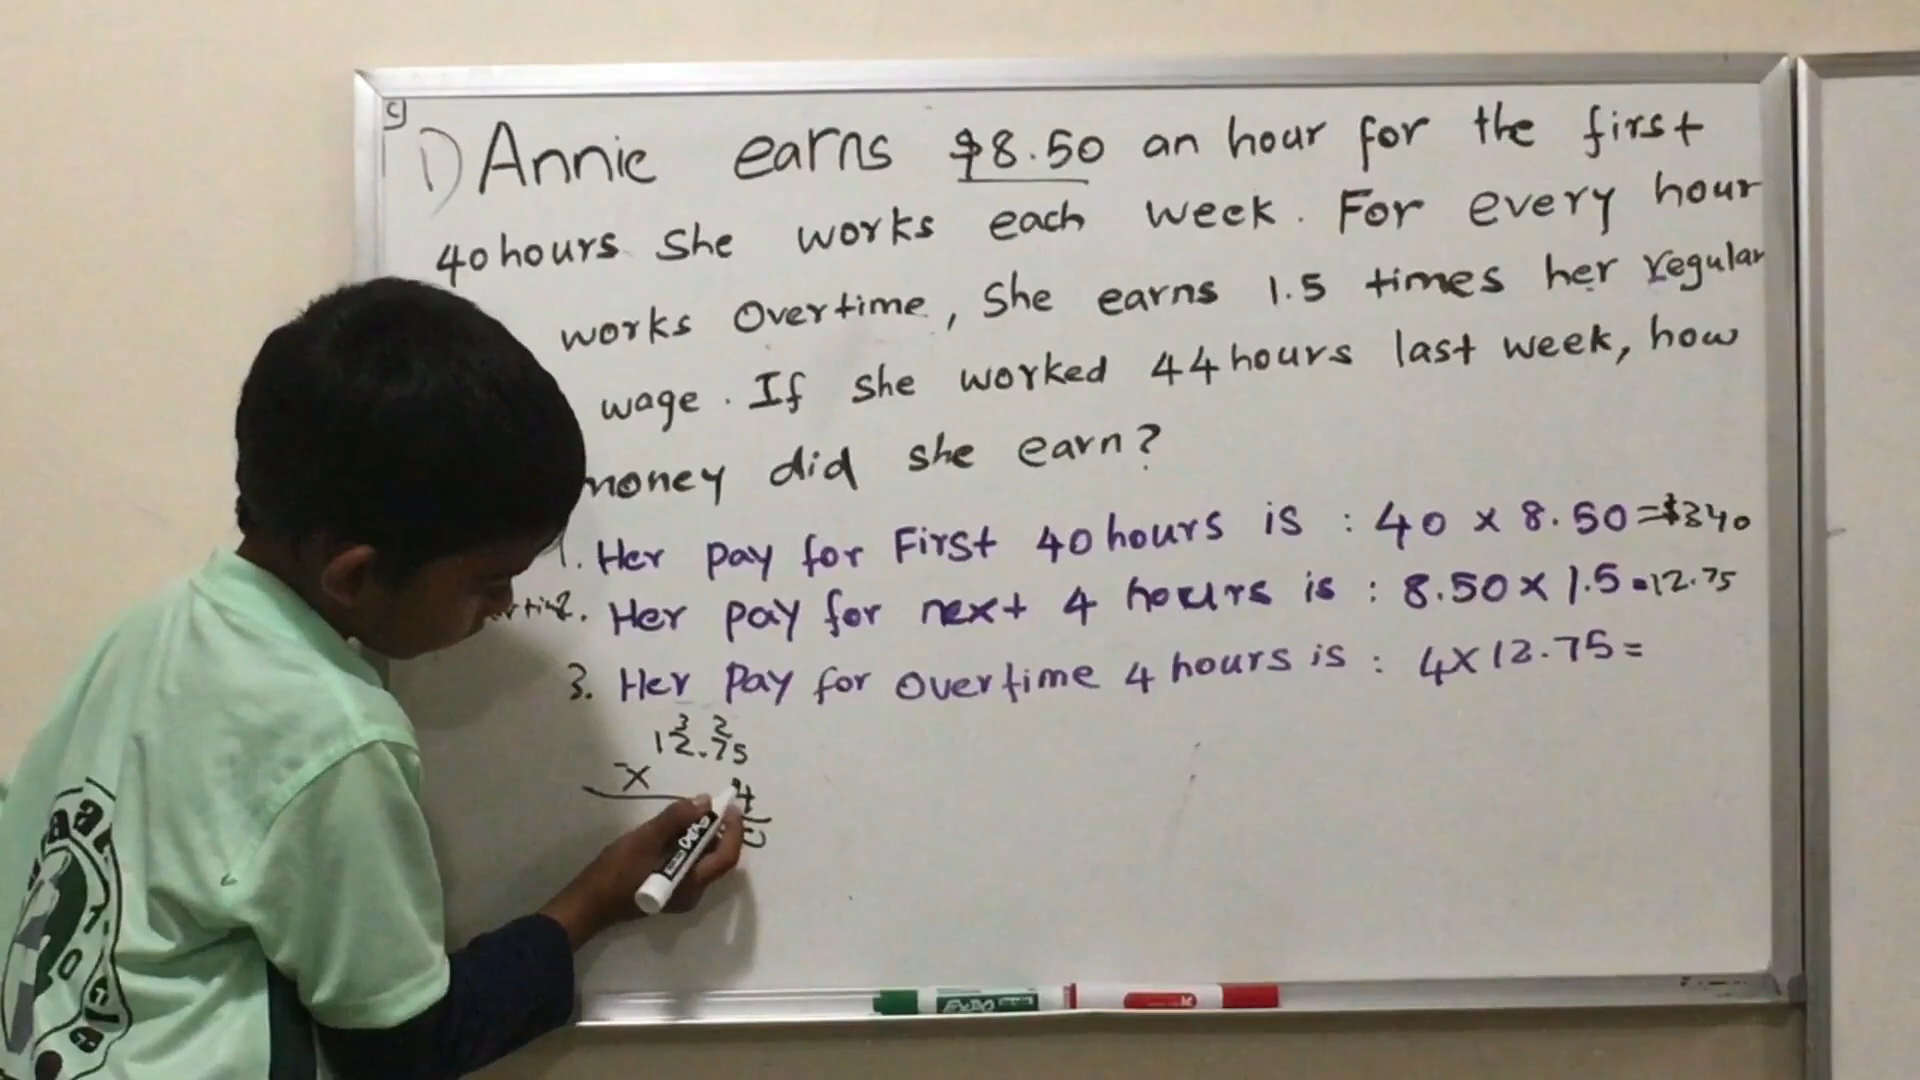 1) Annie earns $8.50 an hour for the first
40 hours she works each week. For every hour
works Overtime, She earns 1.5 times her regular
wage. If she worked 44 hours last week, how
money did she earn?
1. Her pay for First 40 hours is : 40 x 8.50 = $340
2. Her pay for next 4 hours is : 8.50 x 1.5 = 12.75
3. Her Pay for Overtime 4 hours is : 4 x 12.75 =
3 2
12.75
x 4
0
EXPO